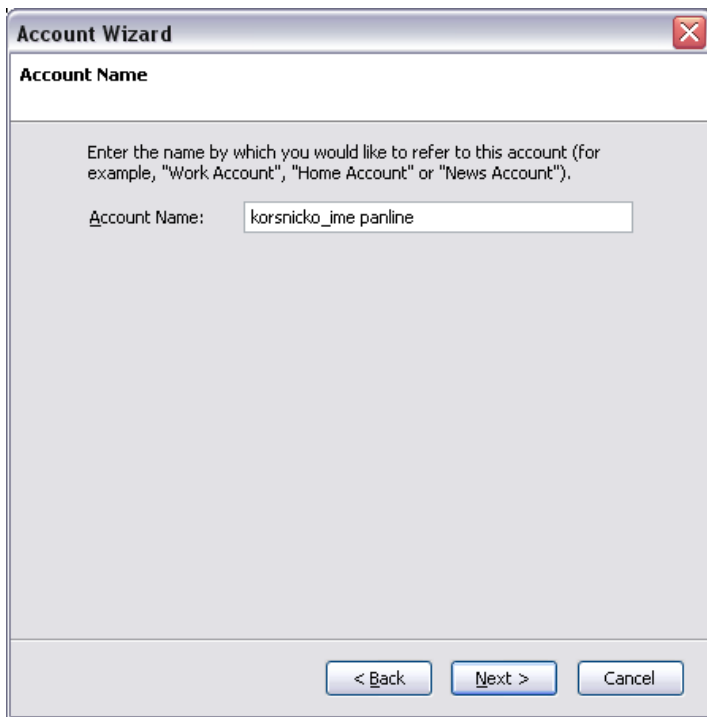 Account Wizard
Account Name
Enter the name by which you would like to refer to this account (for
example, "Work Account", "Home Account" or "News Account").
Account Name: korsnicko_ime panline
< Back Next > Cancel